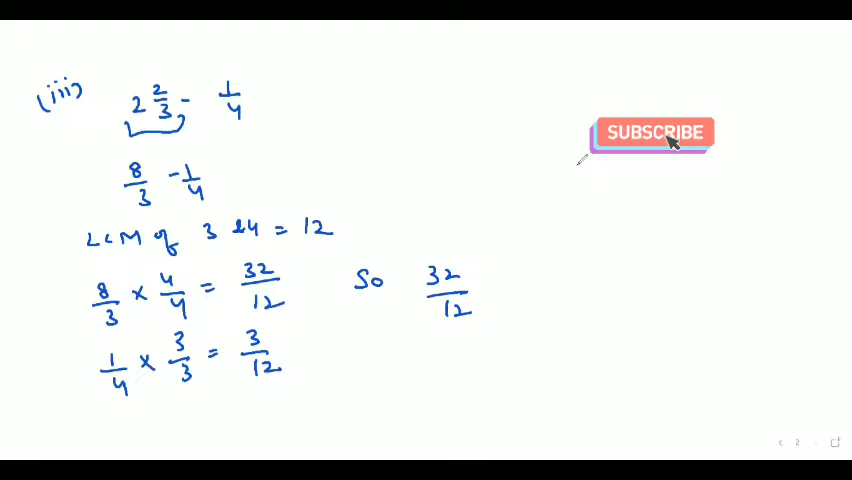 (iii) 2 2/3 - 1/4
SUBSCRIBE
8/3 - 1/4
LCM of 3 &4 = 12
8/3 × 4/4 = 32/12 So 32/12
1/4 × 3/3 = 3/12
2